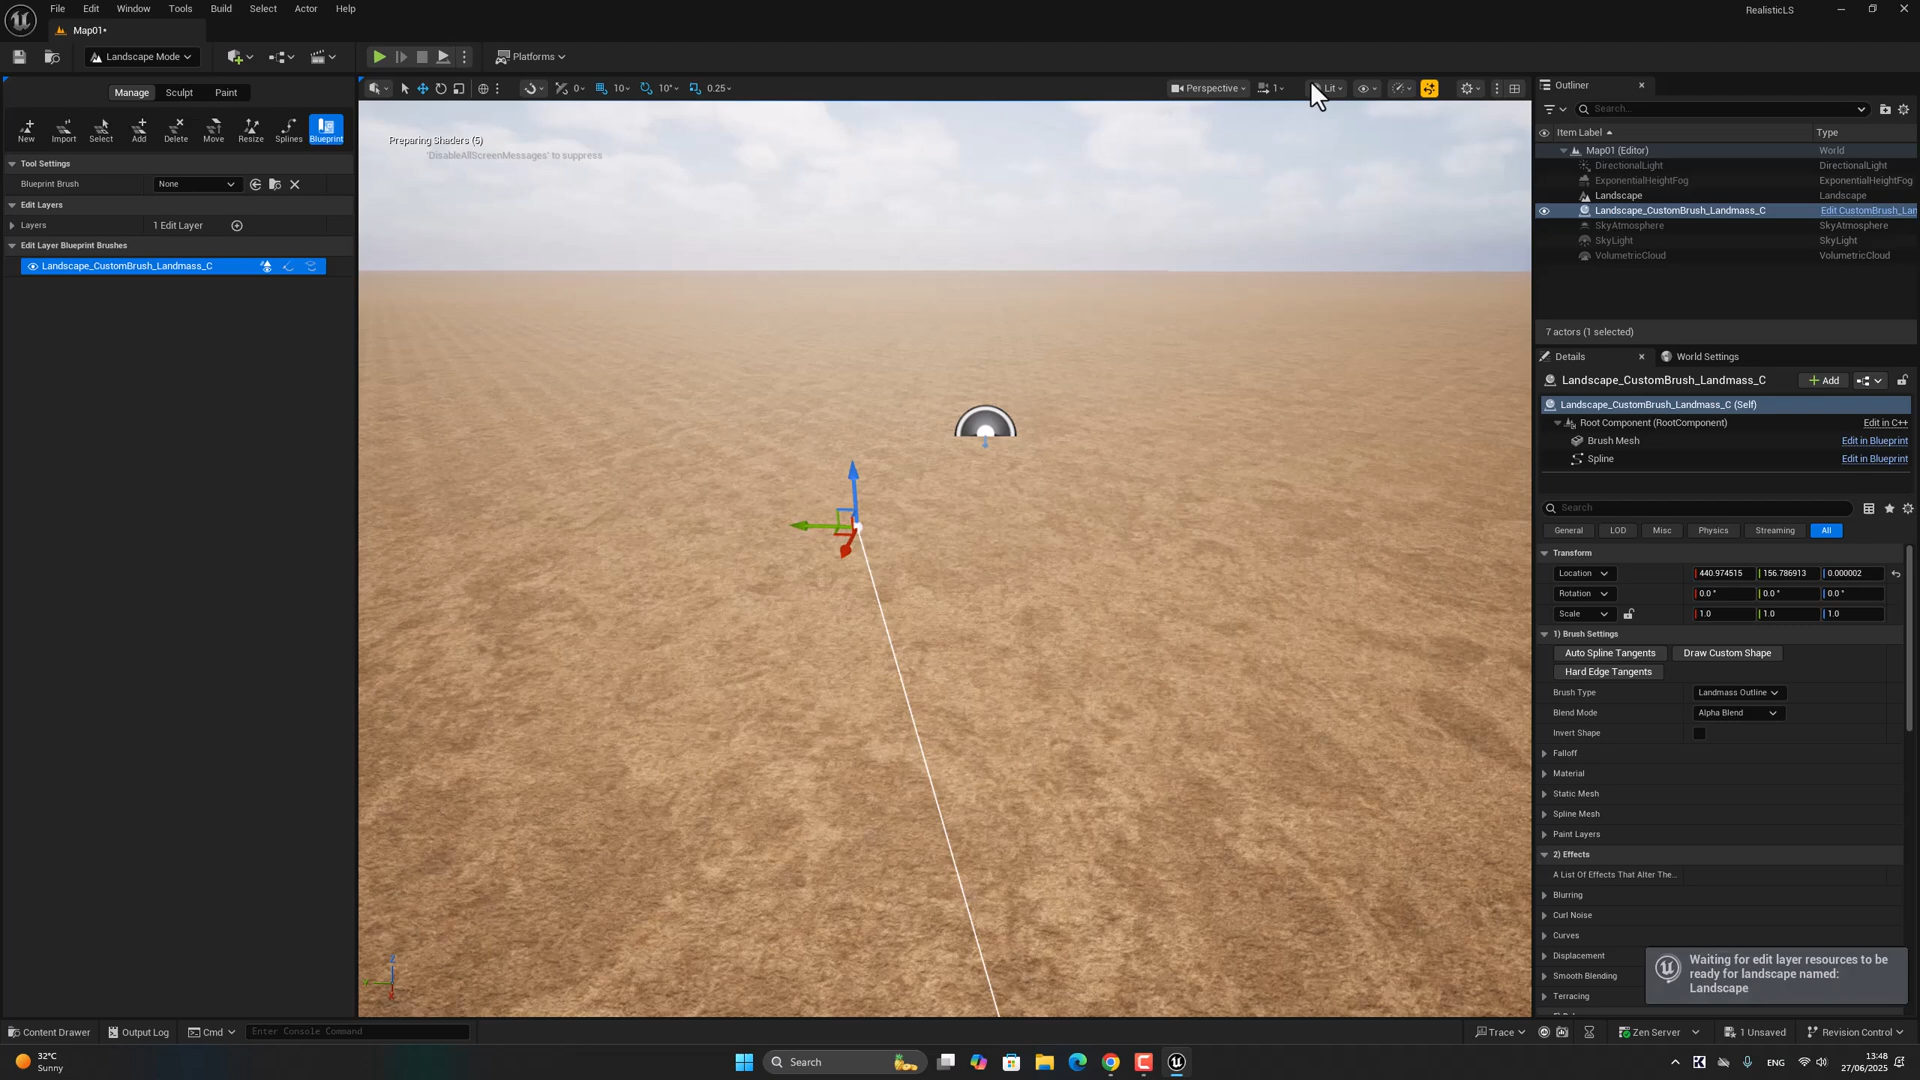 File Edit Window Tools Build Select Actor Help
RealisticLS
Map01•
Landscape Mode
Platforms
Manage Sculpt Paint
New Import Select Add Delete Move Resize Splines Blueprint
Tool Settings
Blueprint Brush None
Edit Layers
Layers 1 Edit Layer
Edit Layer Blueprint Brushes
Landscape_CustomBrush_Landmass_C
0 10 10° 0.25
Perspective 1 Lit
Preparing Shaders (5)
'DisableAllScreenMessages' to suppress
Outliner
Search...
Item Label Type
Map01 (Editor) World
DirectionalLight DirectionalLight
ExponentialHeightFog ExponentialHeightFog
Landscape Landscape
Landscape_CustomBrush_Landmass_C Edit CustomBrush_Lan
SkyAtmosphere SkyAtmosphere
SkyLight SkyLight
VolumetricCloud VolumetricCloud
7 actors (1 selected)
Details World Settings
Landscape_CustomBrush_Landmass_C Add
Landscape_CustomBrush_Landmass_C (Self)
Root Component (RootComponent) Edit in C++
Brush Mesh Edit in Blueprint
Spline Edit in Blueprint
Search
General LOD Misc Physics Streaming All
Transform
Location 440.974515 156.786913 0.000002
Rotation 0.0 ° 0.0 ° 0.0 °
Scale 1.0 1.0 1.0
1) Brush Settings
Auto Spline Tangents Draw Custom Shape
Hard Edge Tangents
Brush Type Landmass Outline
Blend Mode Alpha Blend
Invert Shape
Falloff
Material
Static Mesh
Spline Mesh
Paint Layers
2) Effects
A List Of Effects That Alter The...
Blurring
Curl Noise
Curves
Displacement
Smooth Blending
Terracing
Waiting for edit layer resources to be
ready for landscape named:
Landscape
Z
Content Drawer Output Log Cmd Enter Console Command
Trace Zen Server 1 Unsaved Revision Control
32°C
Sunny
Search
ENG
13:48
27/06/2025